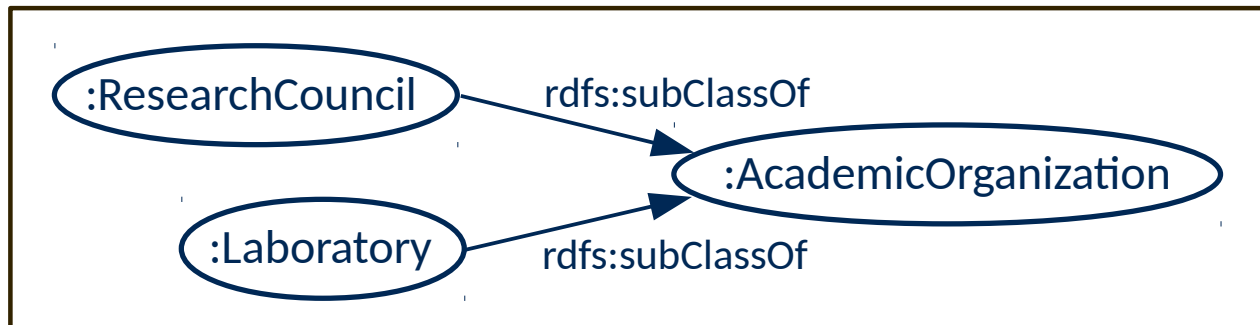 :ResearchCouncil
rdfs:subClassOf
:AcademicOrganization
:Laboratory
rdfs:subClassOf